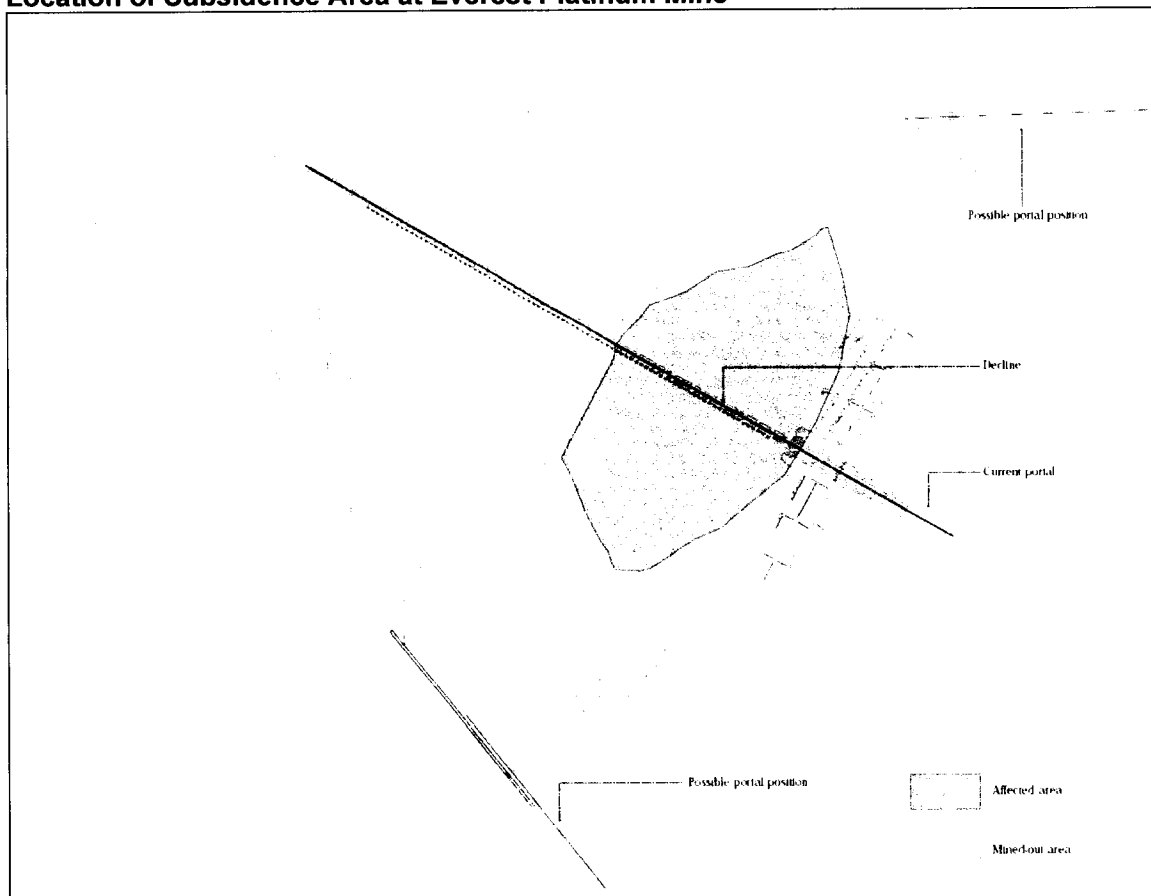 Location of Subsidence Area at Everest Platinum Mine
Possible portal position
Decline
Current portal
Possible portal position
Affected area
Mined-out area